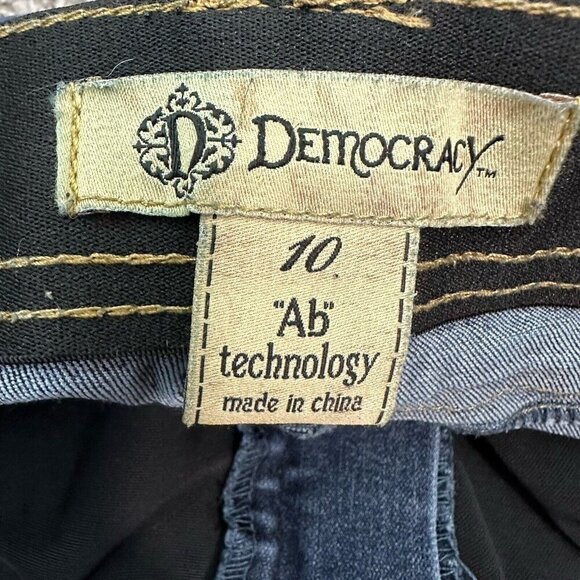 D DEMOCRACY™
10.
"Ab"
technology
made in china